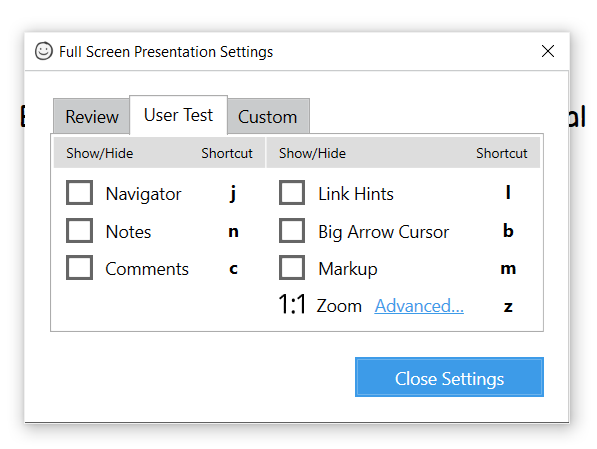 Full Screen Presentation Settings
Review User Test Custom
Show/Hide Shortcut Show/Hide Shortcut
Navigator j Link Hints l
Notes n Big Arrow Cursor b
Comments c Markup m
1:1 Zoom Advanced... z
Close Settings